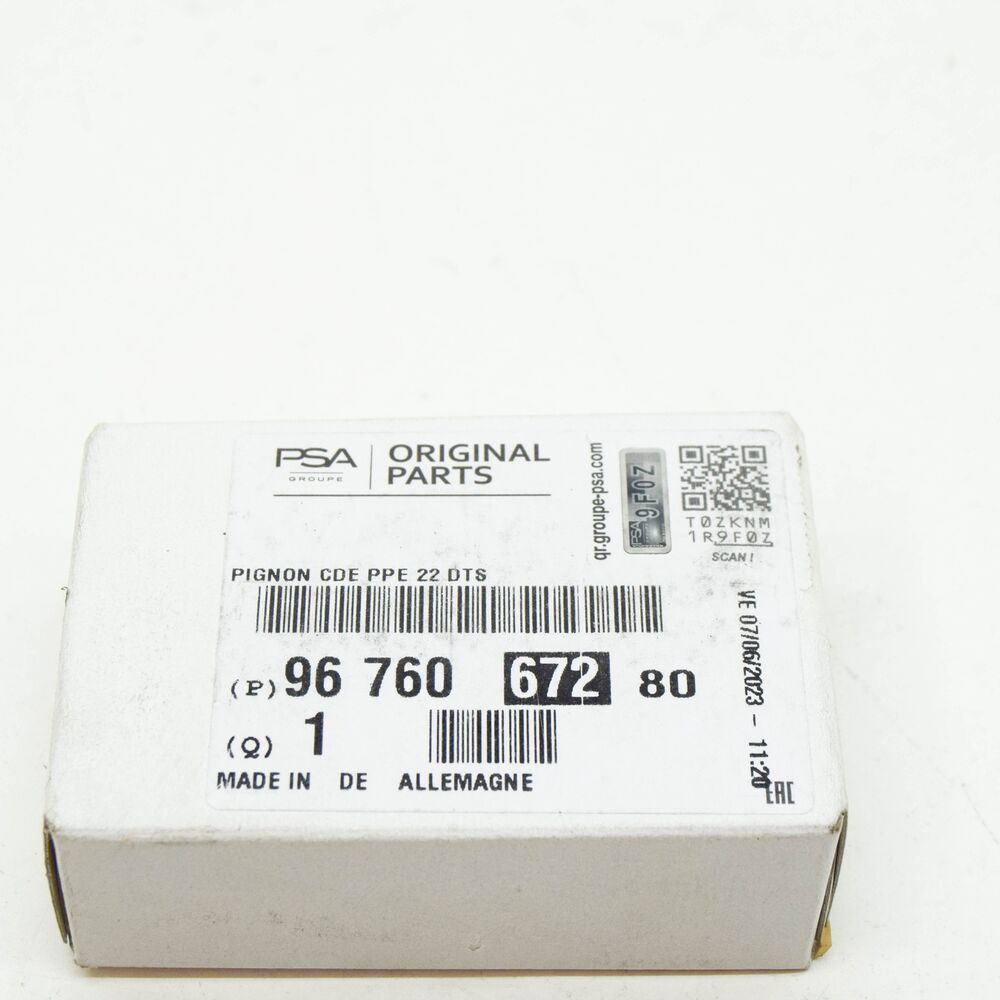 PSA
GROUPE
ORIGINAL
PARTS
qr.groupe-psa.com
PSA
9F0Z
T0ZKNM
1R9F0Z
SCAN !
PIGNON CDE PPE 22 DTS
(P) 96 760 672 80
(Q) 1
MADE IN DE ALLEMAGNE
VE 07/06/2023 - 11:20
EAC